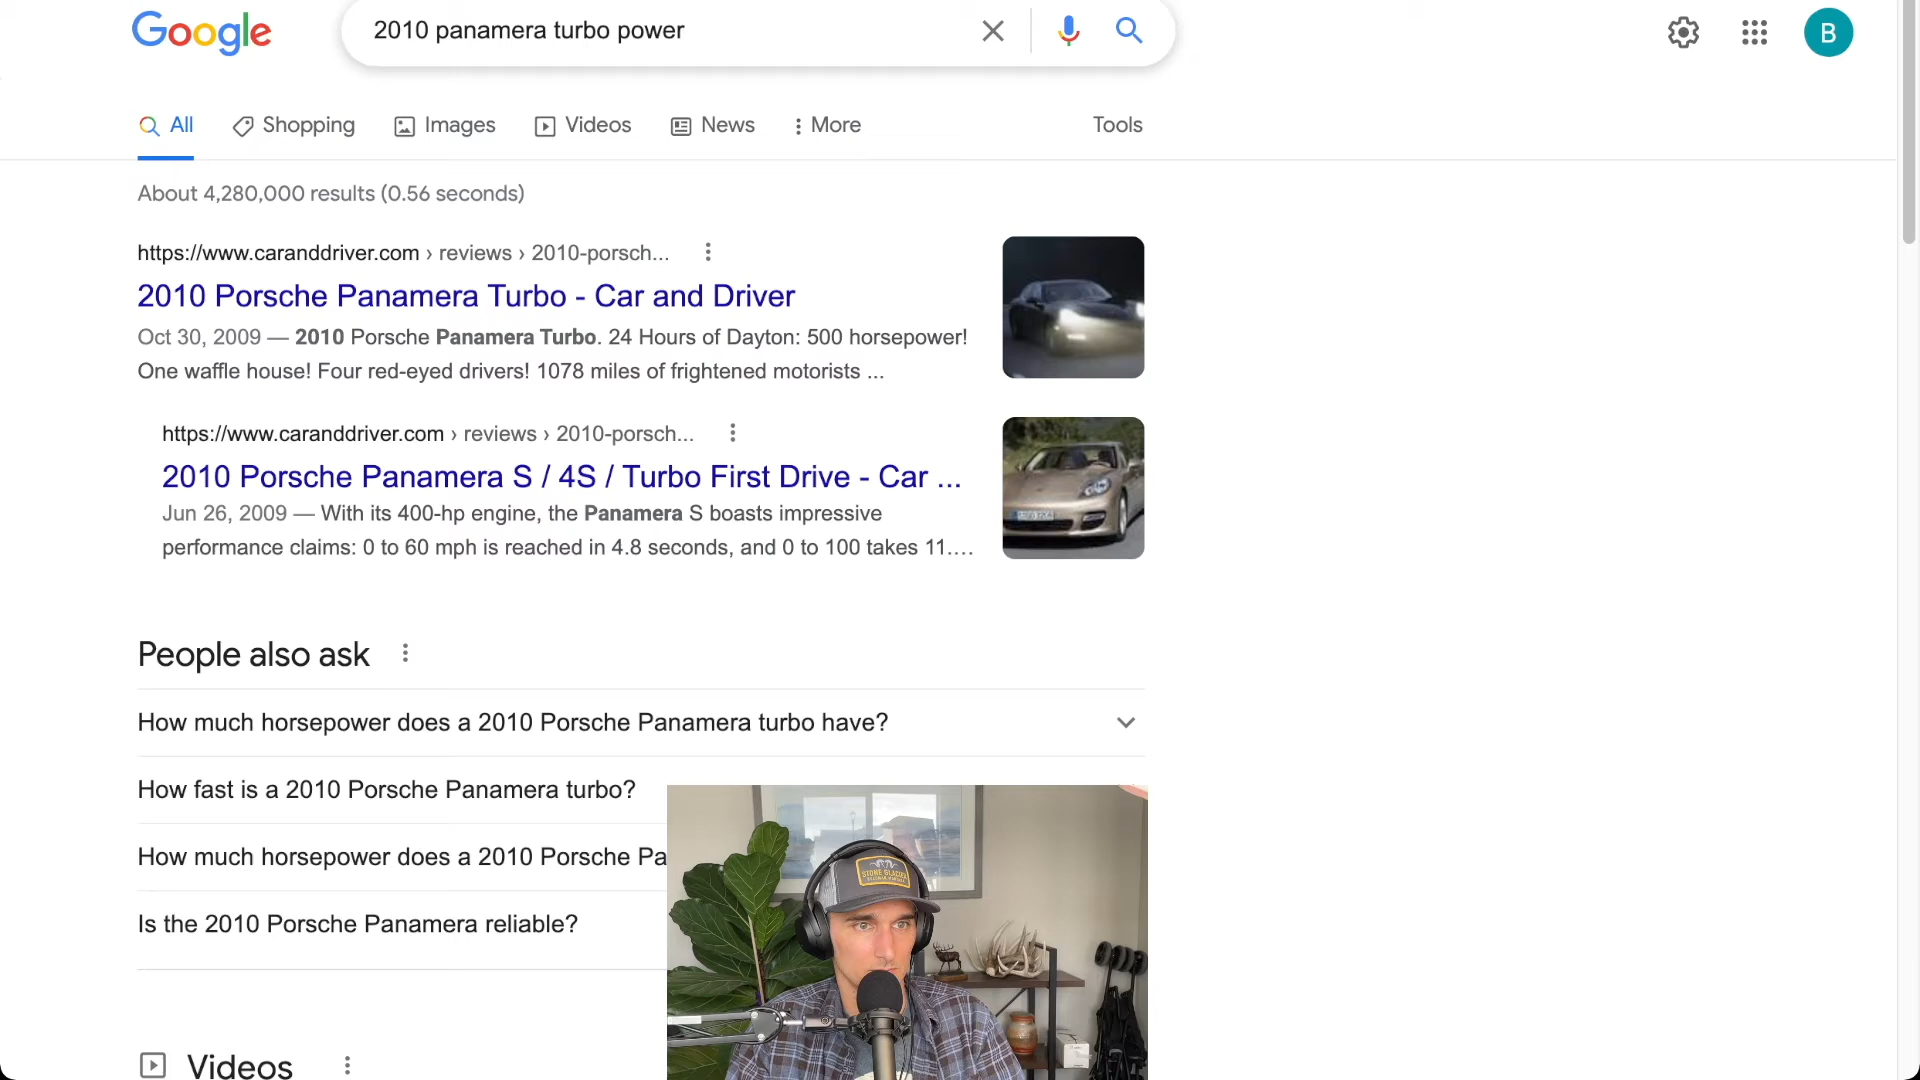 Google
2010 panamera turbo power
B
All
Shopping
Images
Videos
News
More
Tools
About 4,280,000 results (0.56 seconds)
https://www.caranddriver.com › reviews › 2010-porsch...
2010 Porsche Panamera Turbo - Car and Driver
Oct 30, 2009 — 2010 Porsche Panamera Turbo. 24 Hours of Dayton: 500 horsepower!
One waffle house! Four red-eyed drivers! 1078 miles of frightened motorists ...
https://www.caranddriver.com › reviews › 2010-porsch...
2010 Porsche Panamera S / 4S / Turbo First Drive - Car ...
Jun 26, 2009 — With its 400-hp engine, the Panamera S boasts impressive
performance claims: 0 to 60 mph is reached in 4.8 seconds, and 0 to 100 takes 11....
People also ask
How much horsepower does a 2010 Porsche Panamera turbo have?
How fast is a 2010 Porsche Panamera turbo?
How much horsepower does a 2010 Porsche Pa
Is the 2010 Porsche Panamera reliable?
STONE GLACIER
Videos